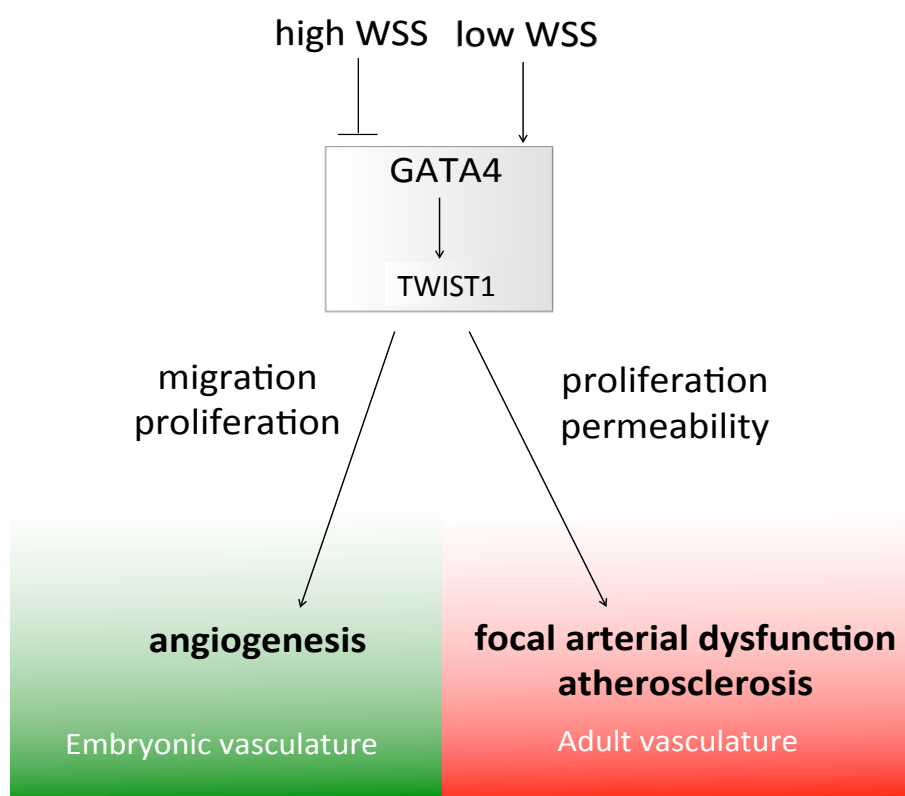 high WSS low WSS
GATA4
TWIST1
migration
proliferation
proliferation
permeability
angiogenesis
focal arterial dysfunction
atherosclerosis
Embryonic vasculature
Adult vasculature